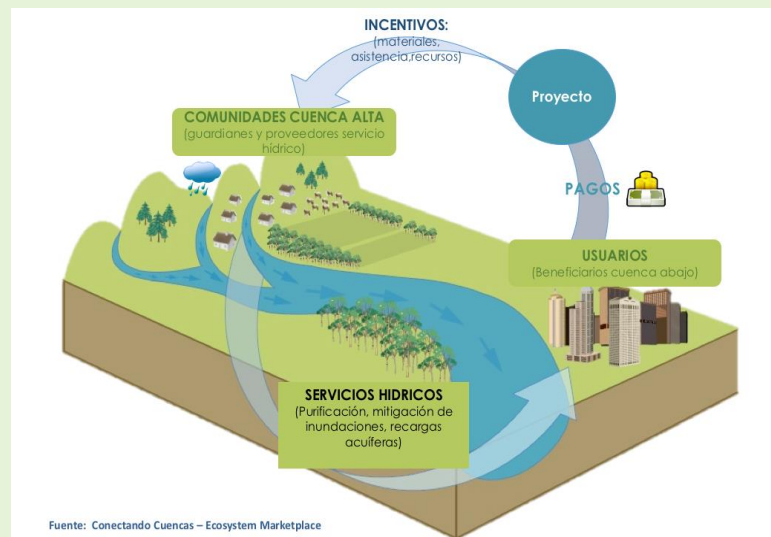 INCENTIVOS:
(materiales,
asistencia,recursos)
Proyecto
COMUNIDADES CUENCA ALTA
(guardianes y proveedores servicio
hídrico)
PAGOS
USUARIOS
(Beneficiarios cuenca abajo)
SERVICIOS HIDRICOS
(Purificación, mitigación de
inundaciones, recargas
acuíferas)
Fuente: Conectando Cuencas – Ecosystem Marketplace